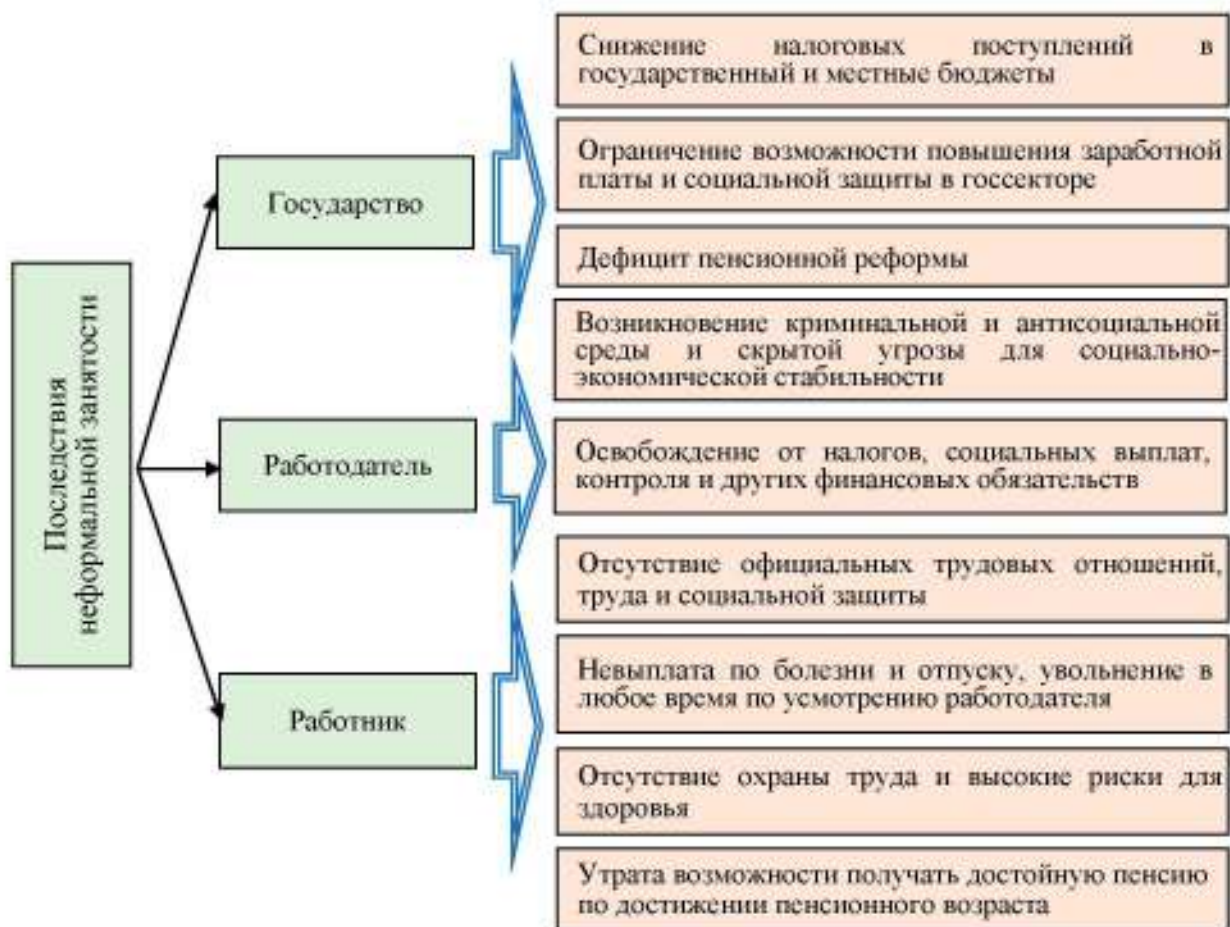 Последствия
неформальной занятости
Государство
Работодатель
Работник
Снижение налоговых поступлений в
государственный и местные бюджеты
Ограничение возможности повышения заработной
платы и социальной защиты в госсекторе
Дефицит пенсионной реформы
Возникновение криминальной и антисоциальной
среды и скрытой угрозы для социально-
экономической стабильности
Освобождение от налогов, социальных выплат,
контроля и других финансовых обязательств
Отсутствие официальных трудовых отношений,
труда и социальной защиты
Невыплата по болезни и отпуску, увольнение в
любое время по усмотрению работодателя
Отсутствие охраны труда и высокие риски для
здоровья
Утрата возможности получать достойную пенсию
по достижении пенсионного возраста